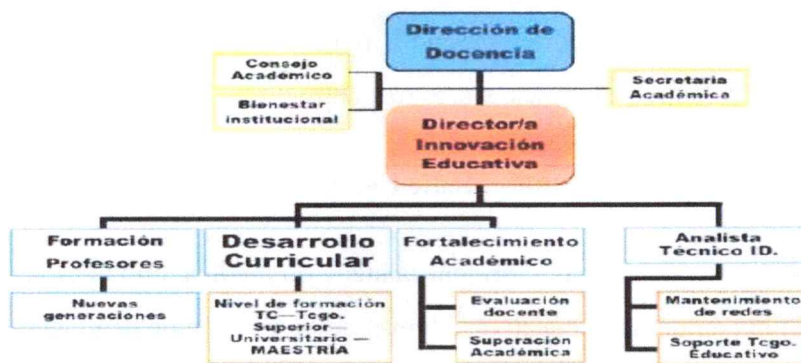 Dirección de
Docencia
Consejo
Académico
Bienestar
institucional
Secretaria
Académica
Director/a
Innovación
Educativa
Formación
Profesores
Desarrollo
Curricular
Fortalecimiento
Académico
Analista
Técnico ID.
Nuevas
generaciones
Nivel de formación
TC—Tcgo.
Superior—
Universitario —
MAESTRÍA
Evaluación
docente
Superación
Académica
Mantenimiento
de redes
Soporte Tcgo.
Educativo